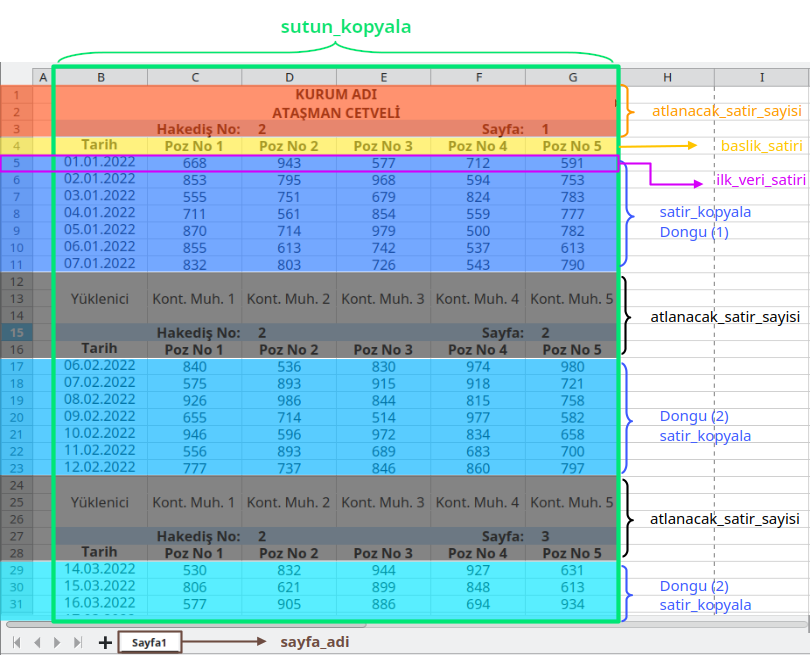 sutun_kopyala
A B C D E F G H I
1 KURUM ADI
2 ATAŞMAN CETVELİ atlanacak_satir_sayisi
3 Hakediş No: 2 Sayfa: 1
4 Tarih Poz No 1 Poz No 2 Poz No 3 Poz No 4 Poz No 5 baslik_satiri
5 01.01.2022 668 943 577 712 591
6 02.01.2022 853 795 968 594 753 ilk_veri_satiri
7 03.01.2022 555 751 679 824 783
8 04.01.2022 711 561 854 559 777 satir_kopyala
9 05.01.2022 870 714 979 500 782 Dongu (1)
10 06.01.2022 855 613 742 537 613
11 07.01.2022 832 803 726 543 790
12
13 Yüklenici Kont. Muh. 1 Kont. Muh. 2 Kont. Muh. 3 Kont. Muh. 4 Kont. Muh. 5
14 atlanacak_satir_sayisi
15 Hakediş No: 2 Sayfa: 2
16 Tarih Poz No 1 Poz No 2 Poz No 3 Poz No 4 Poz No 5
17 06.02.2022 840 536 830 974 980
18 07.02.2022 575 893 915 918 721
19 08.02.2022 926 986 844 815 758
20 09.02.2022 655 714 514 977 582 Dongu (2)
21 10.02.2022 946 596 972 834 658 satir_kopyala
22 11.02.2022 556 893 689 683 700
23 12.02.2022 777 737 846 860 797
24
25 Yüklenici Kont. Muh. 1 Kont. Muh. 2 Kont. Muh. 3 Kont. Muh. 4 Kont. Muh. 5
26 atlanacak_satir_sayisi
27 Hakediş No: 2 Sayfa: 3
28 Tarih Poz No 1 Poz No 2 Poz No 3 Poz No 4 Poz No 5
29 14.03.2022 530 832 944 927 631
30 15.03.2022 806 621 899 848 613 Dongu (2)
31 16.03.2022 577 905 886 694 934 satir_kopyala
Sayfa1 sayfa_adi